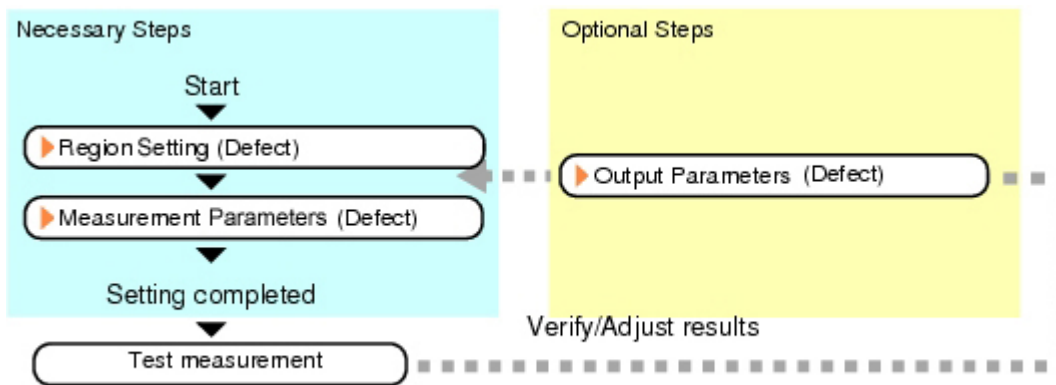 Necessary Steps
Start
Region Setting (Defect)
Measurement Parameters (Defect)
Setting completed
Test measurement
Optional Steps
Output Parameters (Defect)
Verify/Adjust results